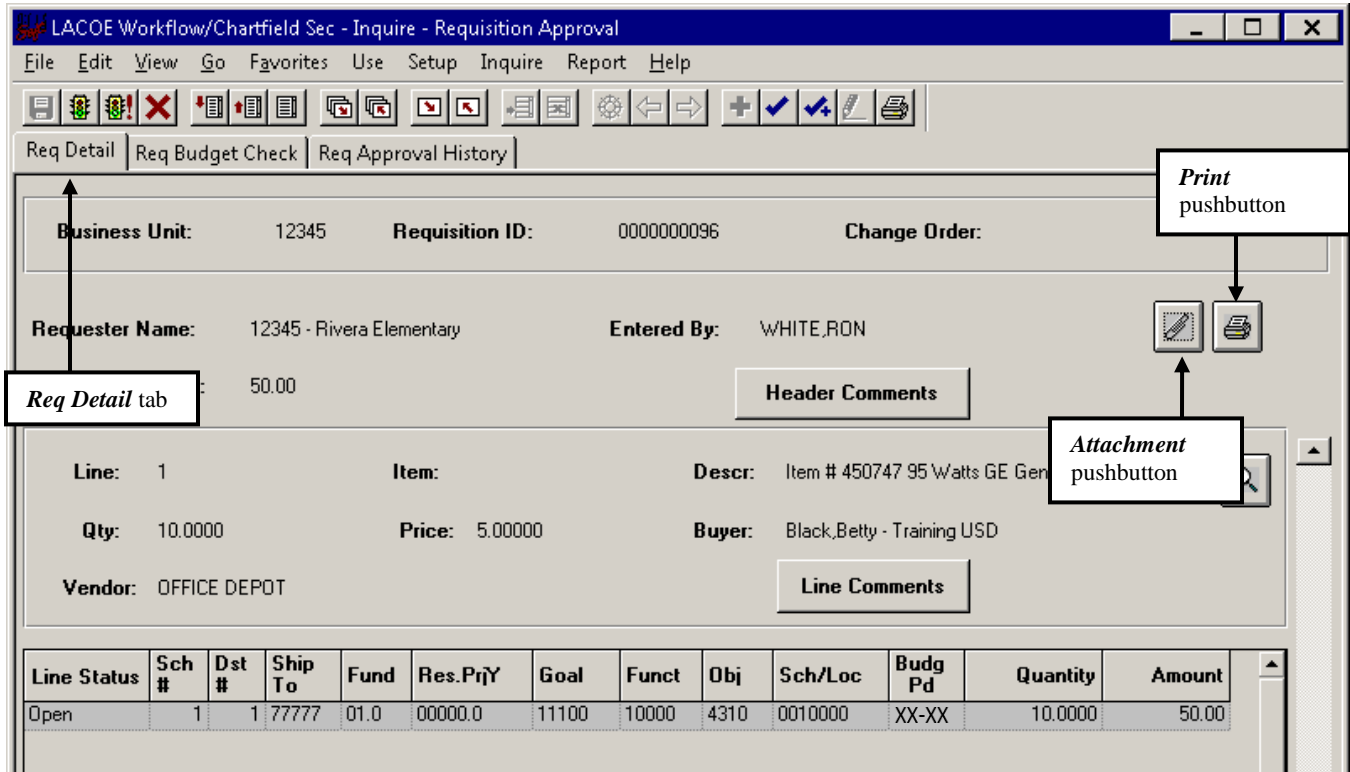 LACOE Workflow/Chartfield Sec - Inquire - Requisition Approval
File Edit View Go Favorites Use Setup Inquire Report Help
Req Detail Req Budget Check Req Approval History
Print
pushbutton
Business Unit: 12345 Requisition ID: 0000000096 Change Order:
Requester Name: 12345 - Rivera Elementary Entered By: WHITE,RON
Req Detail tab
: 50.00 Header Comments
Attachment
pushbutton
Line: 1 Item: Descr: Item # 450747 95 Watts GE Gen
Qty: 10.0000 Price: 5.00000 Buyer: Black,Betty - Training USD
Vendor: OFFICE DEPOT Line Comments
Line Status Sch # Dst # Ship To Fund Res.PrjY Goal Funct Obj Sch/Loc Budg Pd Quantity Amount
Open 1 1 77777 01.0 00000.0 11100 10000 4310 0010000 XX-XX 10.0000 50.00